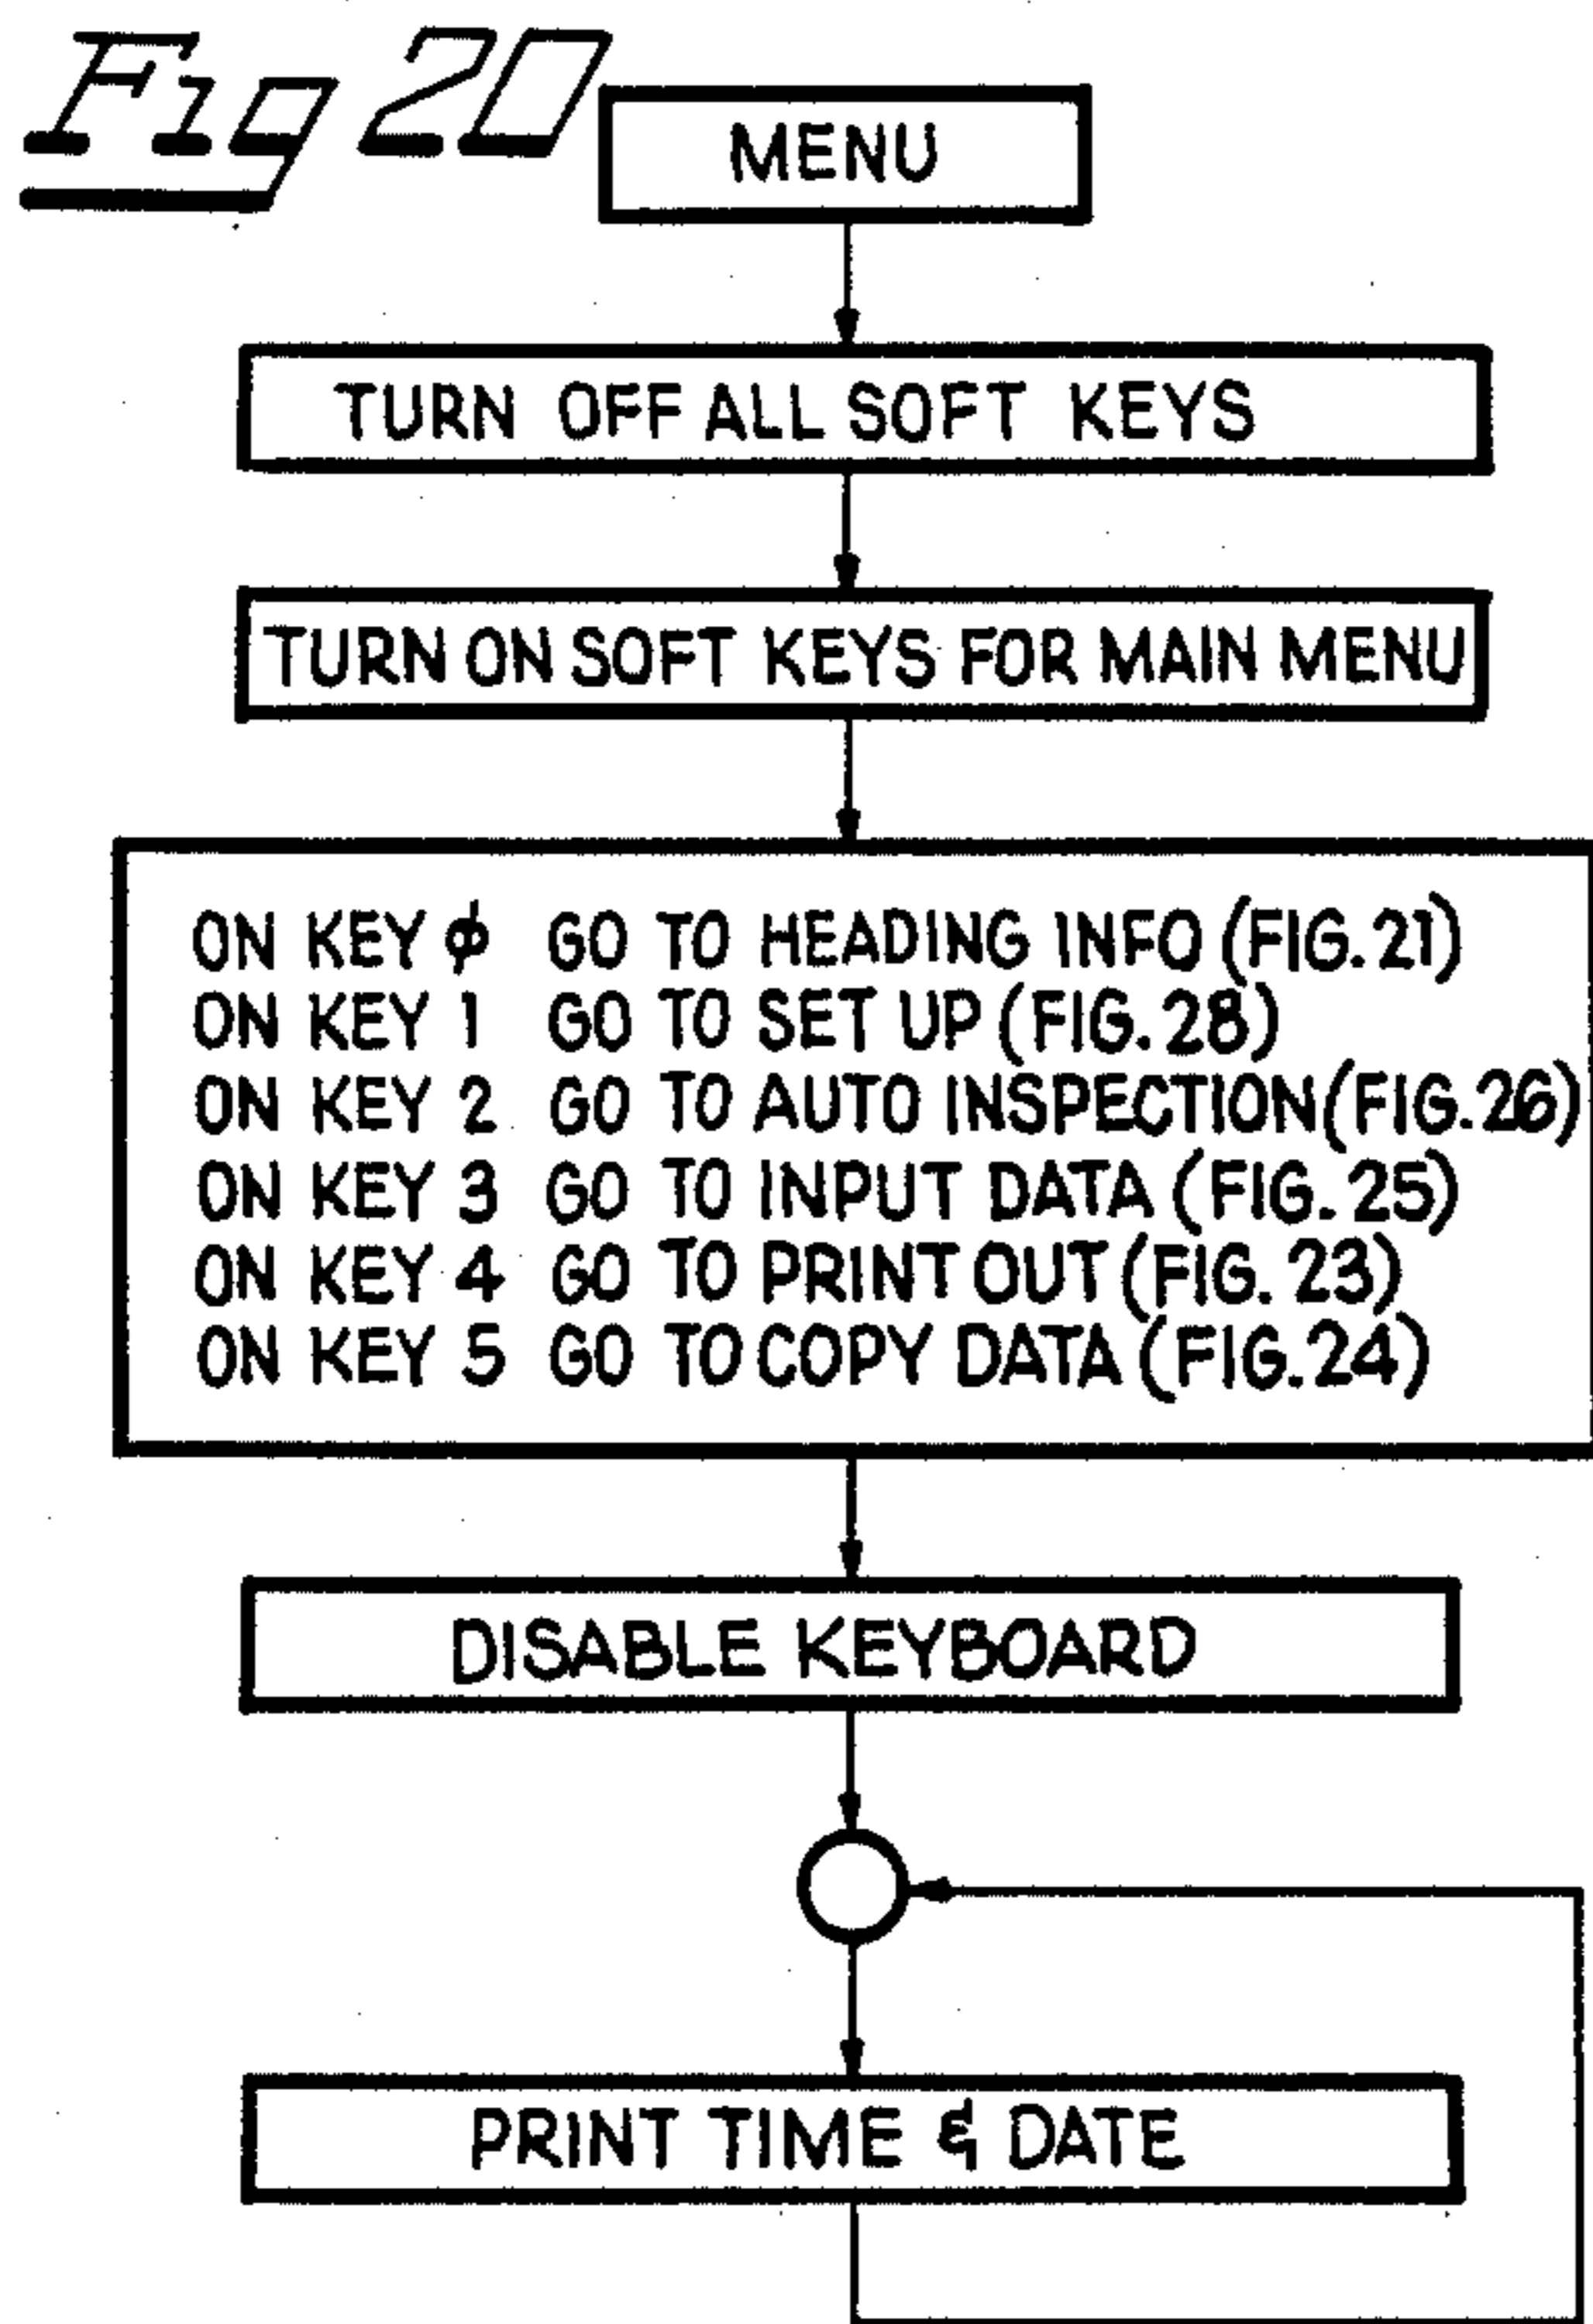 Fig 20
MENU
TURN OFF ALL SOFT KEYS
TURN ON SOFT KEYS FOR MAIN MENU
ON KEY ϕ GO TO HEADING INFO (FIG. 21)
ON KEY 1 GO TO SET UP (FIG. 28)
ON KEY 2 GO TO AUTO INSPECTION (FIG. 26)
ON KEY 3 GO TO INPUT DATA (FIG. 25)
ON KEY 4 GO TO PRINT OUT (FIG. 23)
ON KEY 5 GO TO COPY DATA (FIG. 24)
DISABLE KEYBOARD
PRINT TIME & DATE